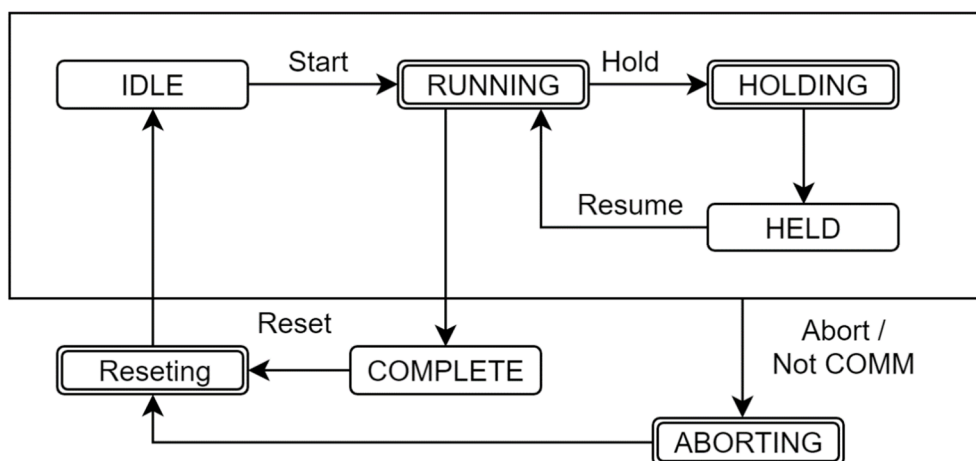 IDLE
Start
RUNNING
Hold
HOLDING
Resume
HELD
Reset
Abort /
Not COMM
Reseting
COMPLETE
ABORTING